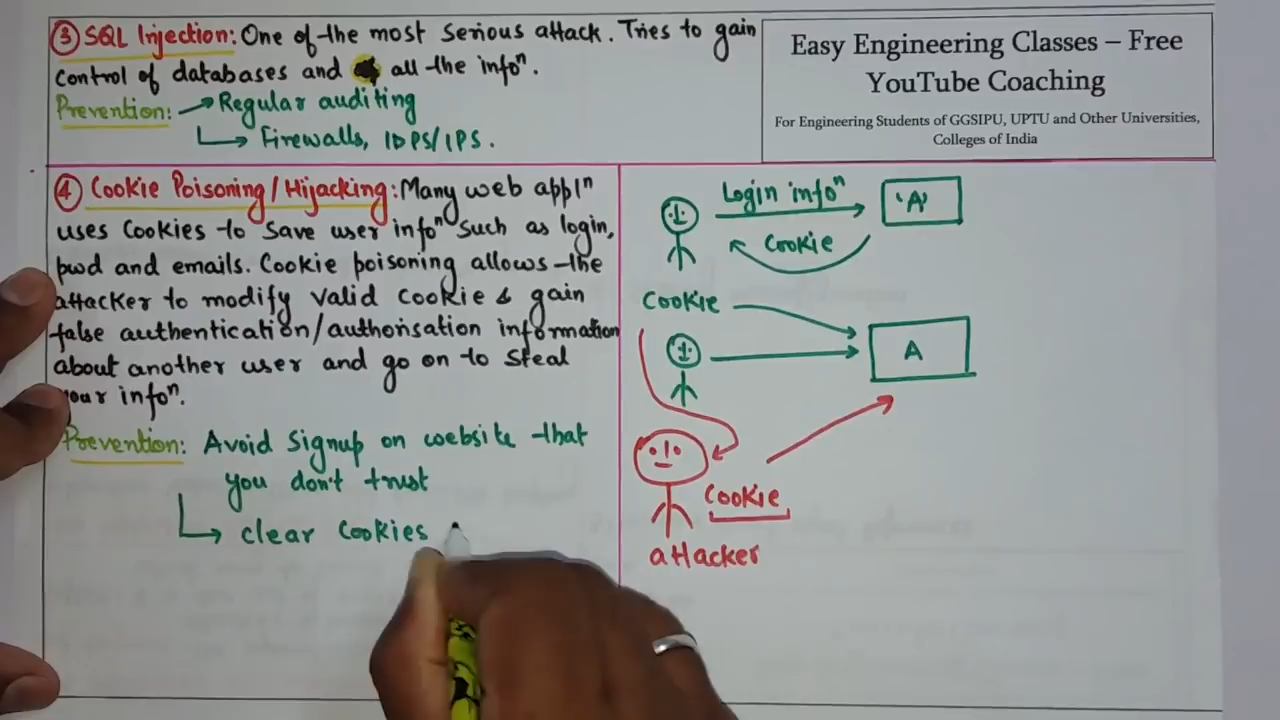 ③ SQL Injection: One of the most serious attack. Tries to gain
control of databases and all the infoⁿ.
Prevention: → Regular auditing
→ Firewalls, IDPS/IPS.
Easy Engineering Classes – Free
YouTube Coaching
For Engineering Students of GGSIPU, UPTU and Other Universities,
Colleges of India
④ Cookie Poisoning/Hijacking: Many web applⁿ
uses cookies to save user infoⁿ such as login,
pwd and emails. Cookie poisoning allows the
attacker to modify valid cookie & gain
false authentication/authorisation information
about another user and go on to steal
your infoⁿ.
Prevention: Avoid signup on website that
you don't trust
→ clear cookies
Login infoⁿ
'A'
Cookie
Cookie
A
Cookie
attacker